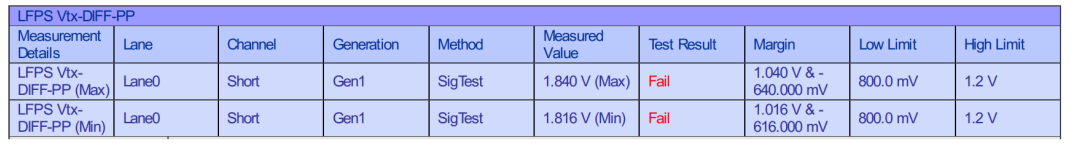 LFPS Vtx-DIFF-PP
Measurement Details Lane Channel Generation Method Measured Value Test Result Margin Low Limit High Limit
LFPS Vtx-DIFF-PP (Max) Lane0 Short Gen1 SigTest 1.840 V (Max) Fail 1.040 V & -640.000 mV 800.0 mV 1.2 V
LFPS Vtx-DIFF-PP (Min) Lane0 Short Gen1 SigTest 1.816 V (Min) Fail 1.016 V & -616.000 mV 800.0 mV 1.2 V